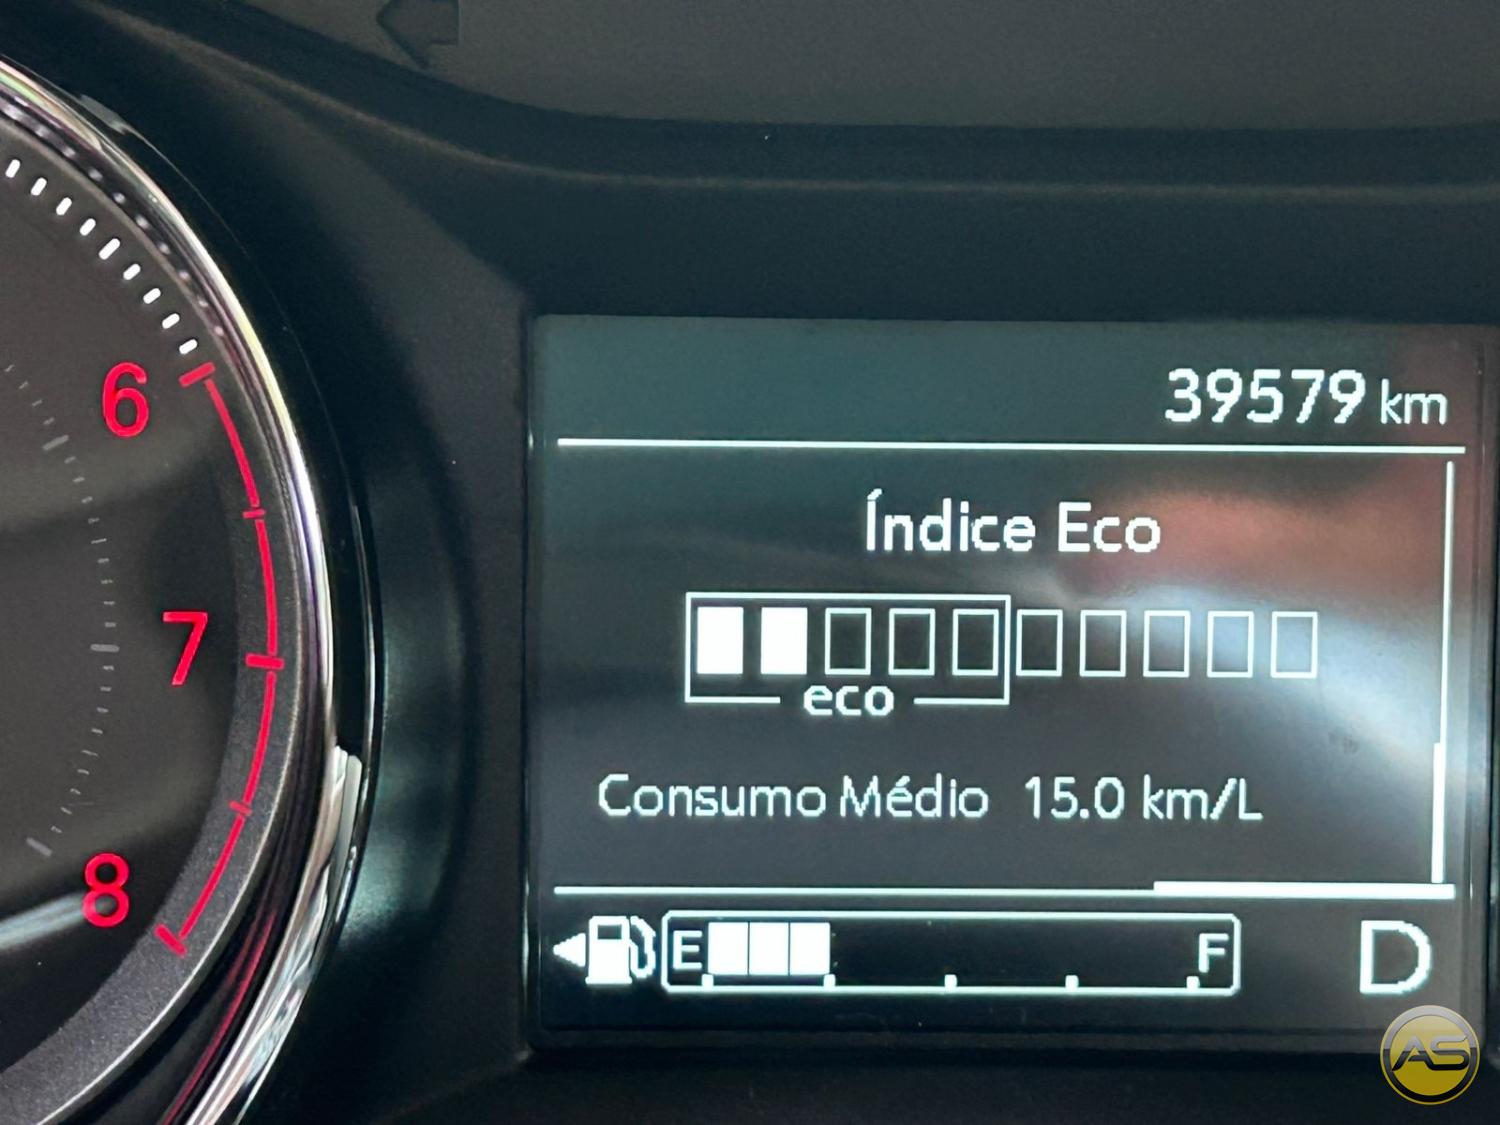 6
7
8
39579 km
Índice Eco
eco
Consumo Médio 15.0 km/L
E F D
AS